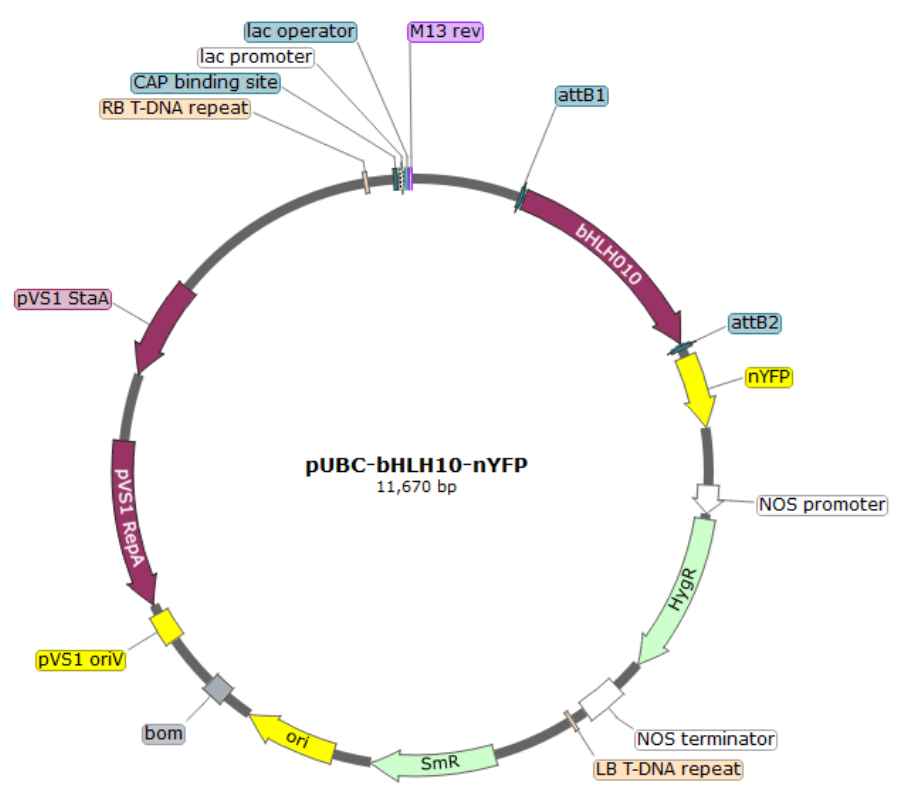 lac operator
M13 rev
lac promoter
CAP binding site
RB T-DNA repeat
attB1
bHLH010
pVS1 StaA
attB2
nYFP
pUBC-bHLH10-nYFP
11,670 bp
pVS1 RepA
NOS promoter
HygR
pVS1 oriV
bom
ori
SmR
NOS terminator
LB T-DNA repeat